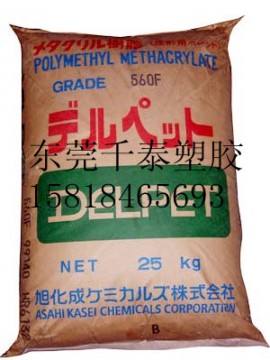 メタクリル樹脂
POLYMETHYL METHACRYLATE
GRADE 560F
デルペット
东莞千泰塑胶
15818465693
DELPET
NET 25 kg
旭化成ケミカルズ株式会社
ASAHI KASEI CHEMICALS CORPORATION
B
560F